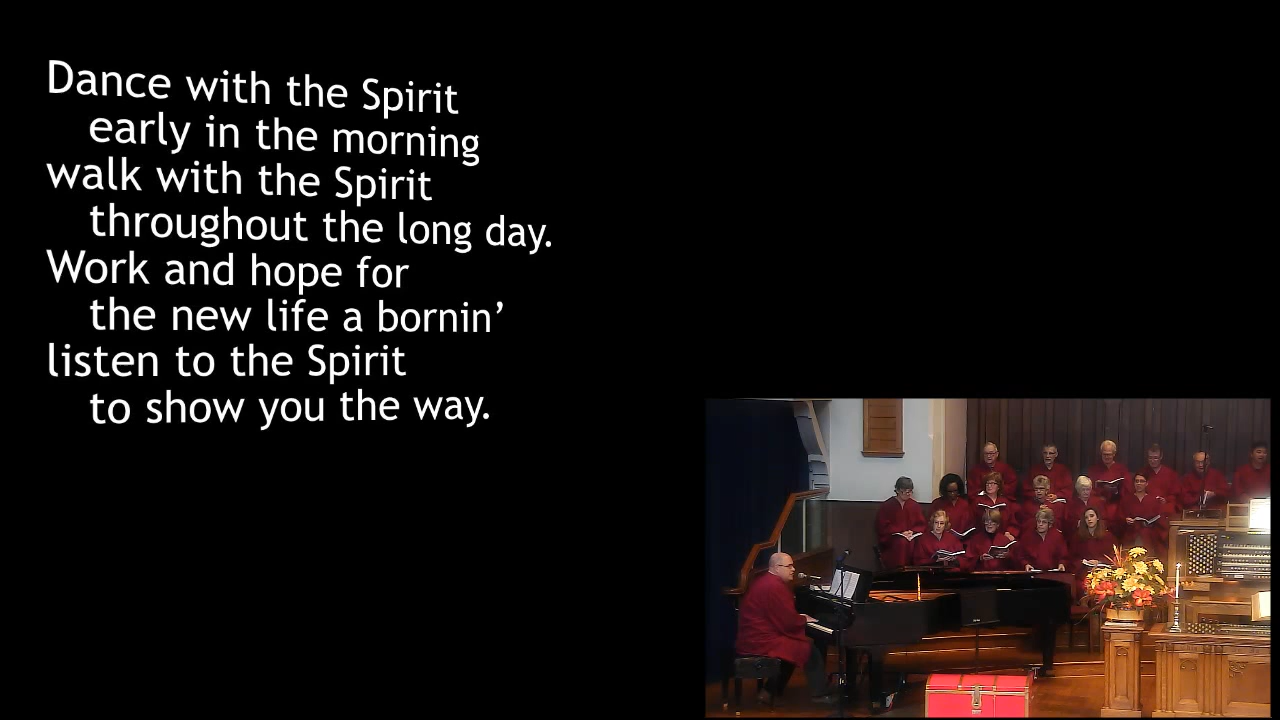 Dance with the Spirit
early in the morning
walk with the Spirit
throughout the long day.
Work and hope for
the new life a bornin’
listen to the Spirit
to show you the way.